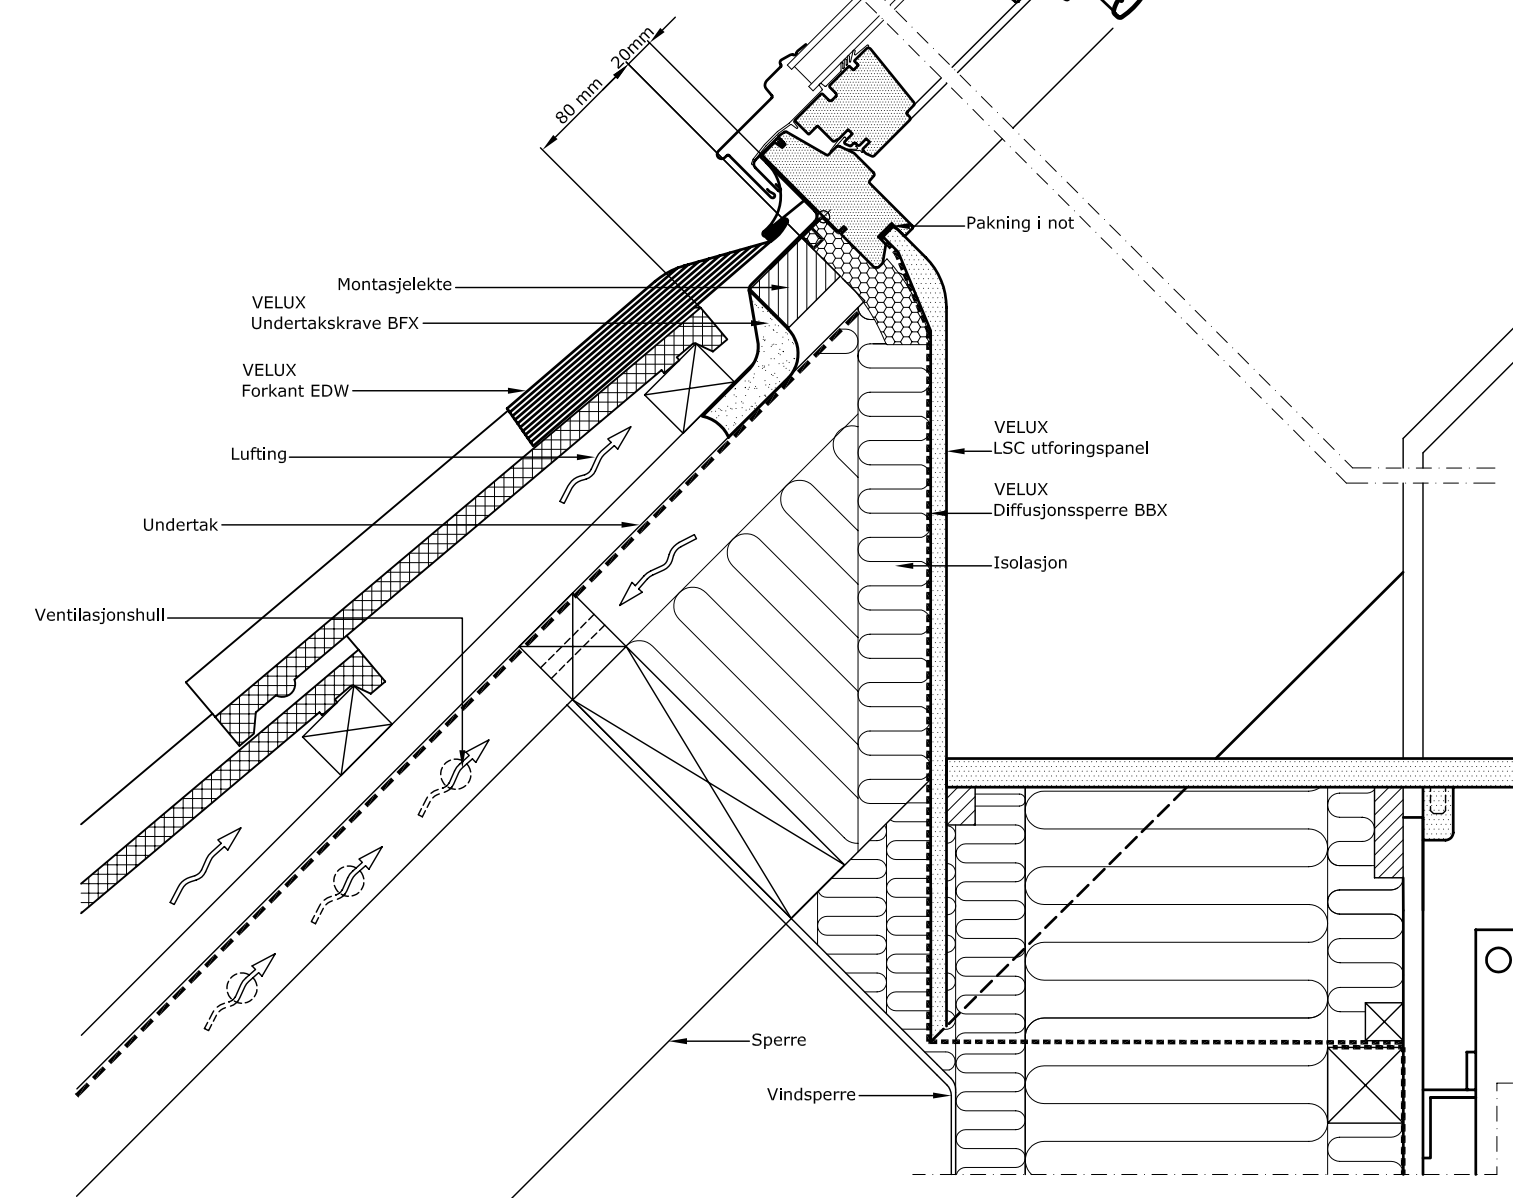 20mm
80 mm
Pakning i not
Montasjelekte
VELUX
Undertakskrave BFX
VELUX
Forkant EDW
VELUX
LSC utforingspanel
Lufting
VELUX
Diffusjonssperre BBX
Undertak
Isolasjon
Ventilasjonshull
Sperre
Vindsperre